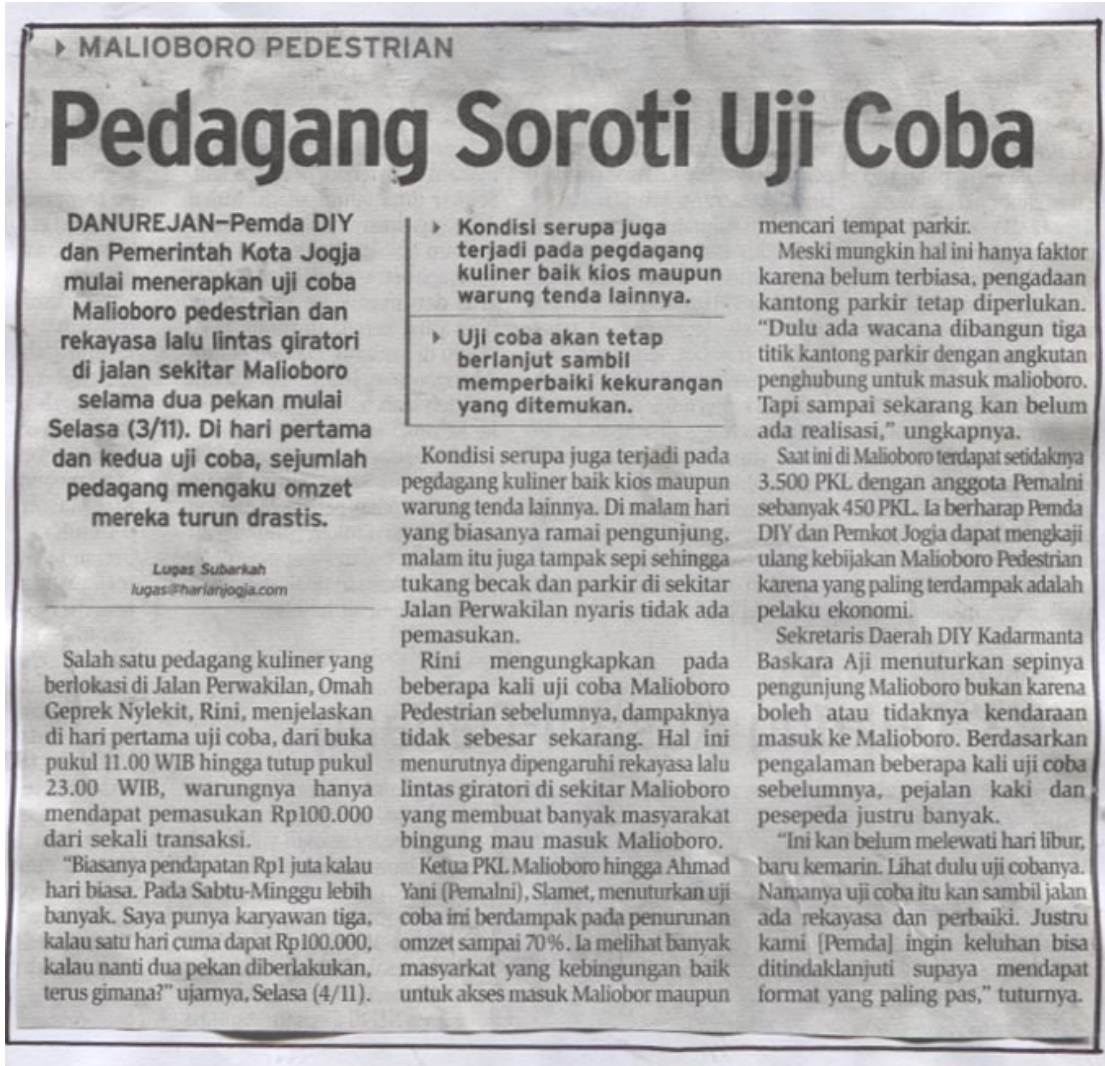 MALIOBORO PEDESTRIAN
Pedagang Soroti Uji Coba
DANUREJAN–Pemda DIY
dan Pemerintah Kota Jogja
mulai menerapkan uji coba
Malioboro pedestrian dan
rekayasa lalu lintas giratori
di jalan sekitar Malioboro
selama dua pekan mulai
Selasa (3/11). Di hari pertama
dan kedua uji coba, sejumlah
pedagang mengaku omzet
mereka turun drastis.
Lugas Subarkah
lugas@harianjogja.com
Salah satu pedagang kuliner yang
berlokasi di Jalan Perwakilan, Omah
Geprek Nylekit, Rini, menjelaskan
di hari pertama uji coba, dari buka
pukul 11.00 WIB hingga tutup pukul
23.00 WIB, warungnya hanya
mendapat pemasukan Rp100.000
dari sekali transaksi.
"Biasanya pendapatan Rp1 juta kalau
hari biasa. Pada Sabtu-Minggu lebih
banyak. Saya punya karyawan tiga,
kalau satu hari cuma dapat Rp100.000,
kalau nanti dua pekan diberlakukan,
terus gimana?" ujarnya, Selasa (4/11).
Kondisi serupa juga
terjadi pada pegdagang
kuliner baik kios maupun
warung tenda lainnya.
Uji coba akan tetap
berlanjut sambil
memperbaiki kekurangan
yang ditemukan.
Kondisi serupa juga terjadi pada
pegdagang kuliner baik kios maupun
warung tenda lainnya. Di malam hari
yang biasanya ramai pengunjung,
malam itu juga tampak sepi sehingga
tukang becak dan parkir di sekitar
Jalan Perwakilan nyaris tidak ada
pemasukan.
Rini mengungkapkan pada
beberapa kali uji coba Malioboro
Pedestrian sebelumnya, dampaknya
tidak sebesar sekarang. Hal ini
menurutnya dipengaruhi rekayasa lalu
lintas giratori di sekitar Malioboro
yang membuat banyak masyarakat
bingung mau masuk Malioboro.
Ketua PKL Malioboro hingga Ahmad
Yani (Pemalni), Slamet, menuturkan uji
coba ini berdampak pada penurunan
omzet sampai 70%. Ia melihat banyak
masyarkat yang kebingungan baik
untuk akses masuk Maliobor maupun
mencari tempat parkir.
Meski mungkin hal ini hanya faktor
karena belum terbiasa, pengadaan
kantong parkir tetap diperlukan.
"Dulu ada wacana dibangun tiga
titik kantong parkir dengan angkutan
penghubung untuk masuk malioboro.
Tapi sampai sekarang kan belum
ada realisasi," ungkapnya.
Saat ini di Malioboro terdapat setidaknya
3.500 PKL dengan anggota Pemalni
sebanyak 450 PKL. Ia berharap Pemda
DIY dan Pemkot Jogja dapat mengkaji
ulang kebijakan Malioboro Pedestrian
karena yang paling terdampak adalah
pelaku ekonomi.
Sekretaris Daerah DIY Kadarmanta
Baskara Aji menuturkan sepinya
pengunjung Malioboro bukan karena
boleh atau tidaknya kendaraan
masuk ke Malioboro. Berdasarkan
pengalaman beberapa kali uji coba
sebelumnya, pejalan kaki dan
pesepeda justru banyak.
"Ini kan belum melewati hari libur,
baru kemarin. Lihat dulu uji cobanya.
Namanya uji coba itu kan sambil jalan
ada rekayasa dan perbaiki. Justru
kami [Pemda] ingin keluhan bisa
ditindaklanjuti supaya mendapat
format yang paling pas," tuturnya.